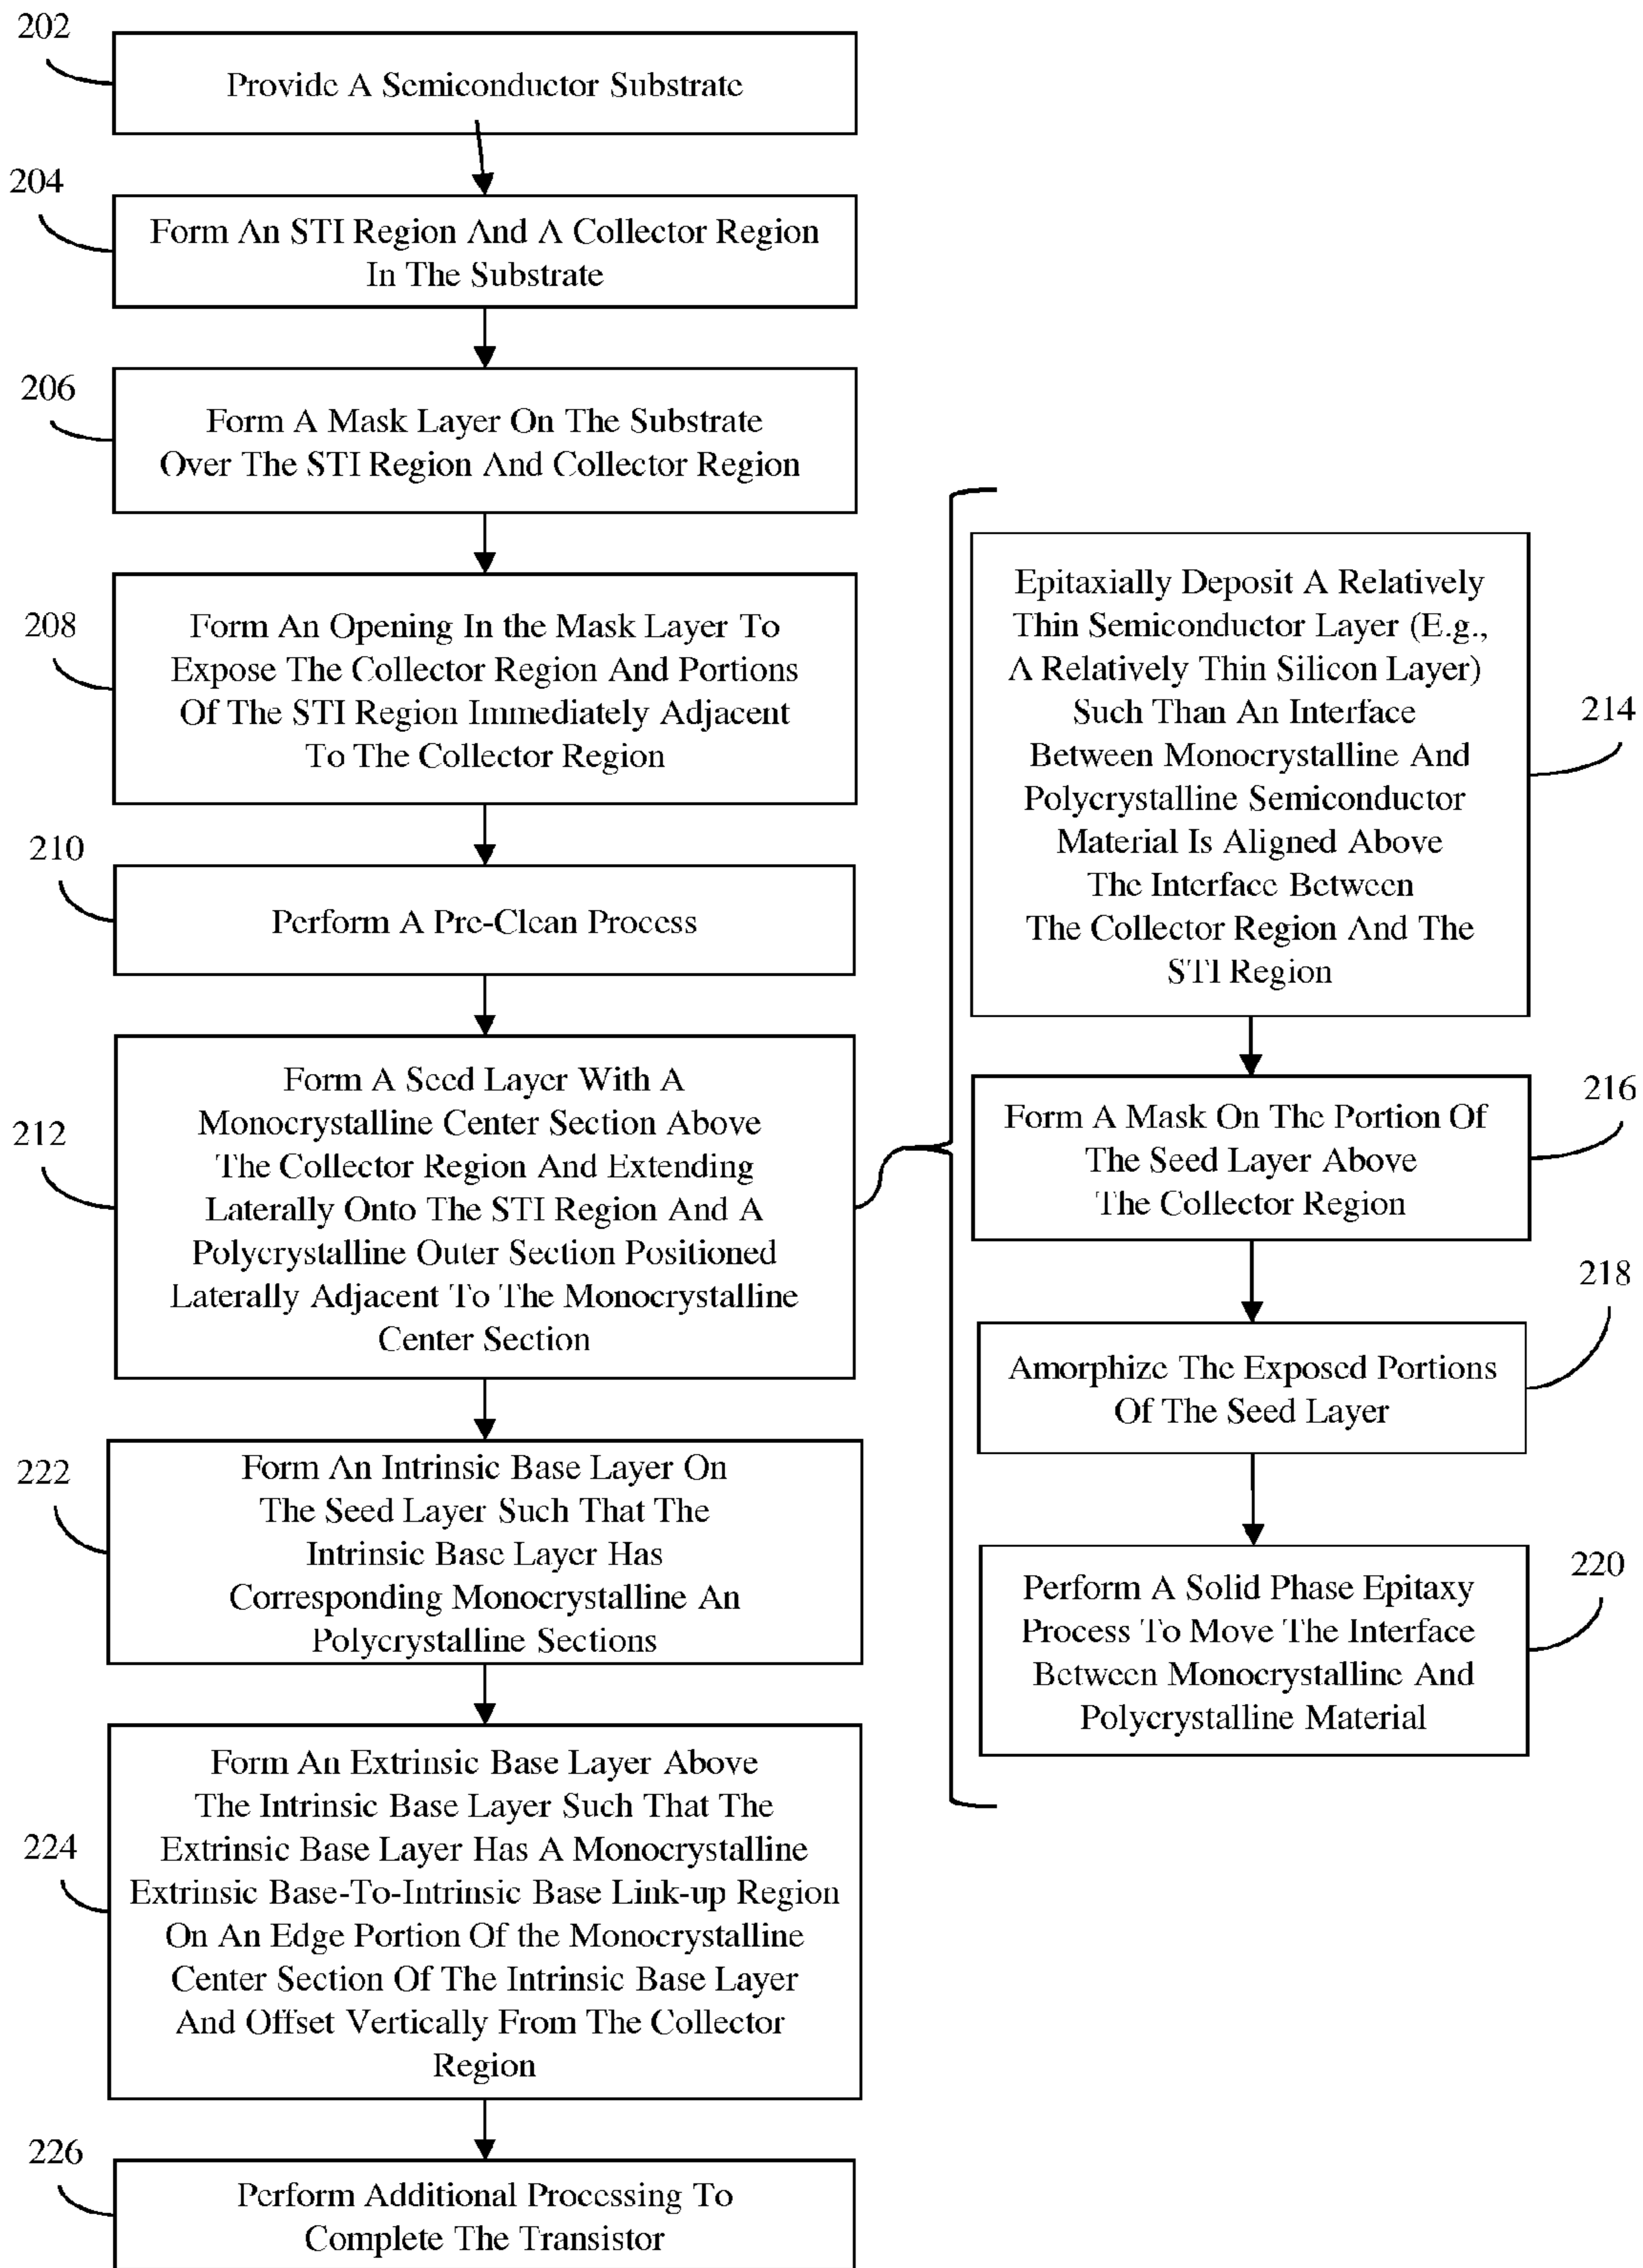 202
Provide A Semiconductor Substrate
204
Form An STI Region And A Collector Region
In The Substrate
206
Form A Mask Layer On The Substrate
Over The STI Region And Collector Region
208
Form An Opening In the Mask Layer To
Expose The Collector Region And Portions
Of The STI Region Immediately Adjacent
To The Collector Region
210
Perform A Pre-Clean Process
212
Form A Seed Layer With A
Monocrystalline Center Section Above
The Collector Region And Extending
Laterally Onto The STI Region And A
Polycrystalline Outer Section Positioned
Laterally Adjacent To The Monocrystalline
Center Section
214
Epitaxially Deposit A Relatively
Thin Semiconductor Layer (E.g.,
A Relatively Thin Silicon Layer)
Such Than An Interface
Between Monocrystalline And
Polycrystalline Semiconductor
Material Is Aligned Above
The Interface Between
The Collector Region And The
STI Region
216
Form A Mask On The Portion Of
The Seed Layer Above
The Collector Region
218
Amorphize The Exposed Portions
Of The Seed Layer
220
Perform A Solid Phase Epitaxy
Process To Move The Interface
Between Monocrystalline And
Polycrystalline Material
222
Form An Intrinsic Base Layer On
The Seed Layer Such That The
Intrinsic Base Layer Has
Corresponding Monocrystalline An
Polycrystalline Sections
224
Form An Extrinsic Base Layer Above
The Intrinsic Base Layer Such That The
Extrinsic Base Layer Has A Monocrystalline
Extrinsic Base-To-Intrinsic Base Link-up Region
On An Edge Portion Of the Monocrystalline
Center Section Of The Intrinsic Base Layer
And Offset Vertically From The Collector
Region
226
Perform Additional Processing To
Complete The Transistor